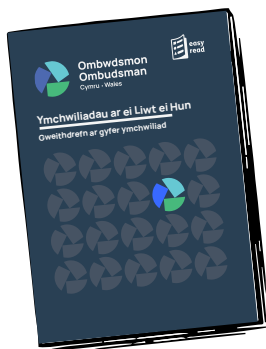 Ombwdsmon
Ombudsman
Cymru • Wales
easy
read
Ymchwiliadau ar ei Liwt ei Hun
Gweithdrefn ar gyfer ymchwiliad